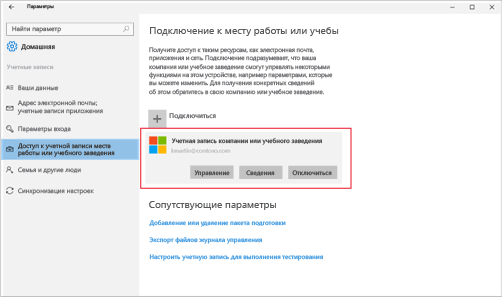 Параметры
Найти параметр
Домашняя
Учетные записи
Ваши данные
Адрес электронной почты;
учетные записи приложения
Параметры входа
Доступ к учетной записи места
работы или учебного заведения
Семья и другие люди
Синхронизация настроек
Подключение к месту работы или учебы
Получите доступ к таким ресурсам, как электронная почта,
приложения и сеть. Подключение подразумевает, что ваша
компания или учебное заведение смогут управлять некоторыми
функциями на этом устройстве, например параметрами, которые
вы можете изменить. Для получения конкретных сведений
об этом обратитесь в свою компанию или учебное заведение.
Подключиться
Учетная запись компании или учебного заведения
Управление
Сведения
Отключиться
Сопутствующие параметры
Добавление или удаление пакета подготовки
Экспорт файлов журнала управления
Настроить учетную запись для выполнения тестирования